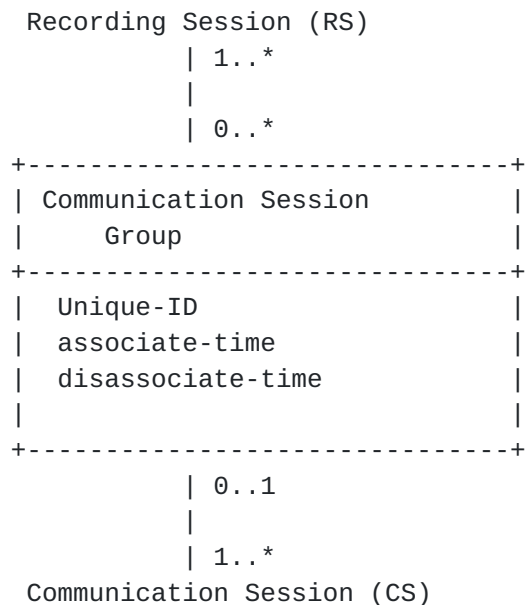 Recording Session (RS)
| 1..*
|
| 0..*
+-------------------------------+
| Communication Session         |
|     Group                     |
+-------------------------------+
|  Unique-ID                    |
|  associate-time               |
|  disassociate-time            |
|                               |
+-------------------------------+
| 0..1
|
| 1..*
Communication Session (CS)